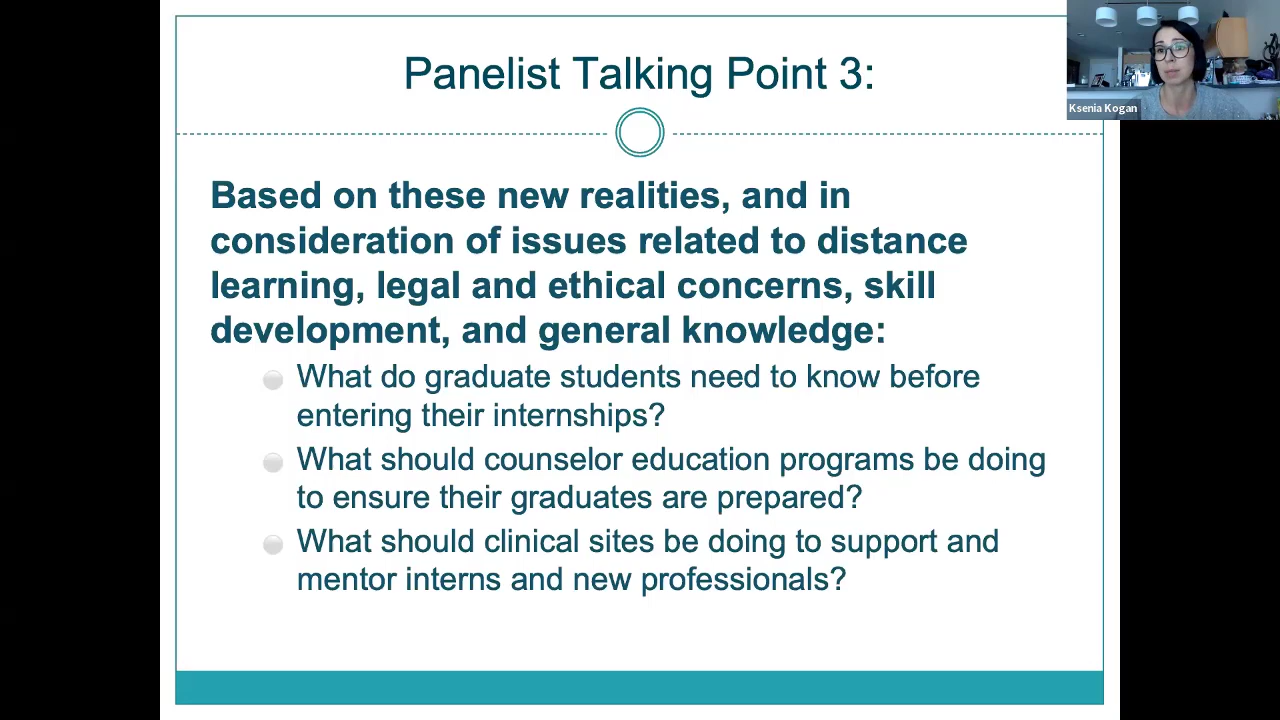 Panelist Talking Point 3:
Ksenia Kogan
Based on these new realities, and in
consideration of issues related to distance
learning, legal and ethical concerns, skill
development, and general knowledge:
What do graduate students need to know before
entering their internships?
What should counselor education programs be doing
to ensure their graduates are prepared?
What should clinical sites be doing to support and
mentor interns and new professionals?